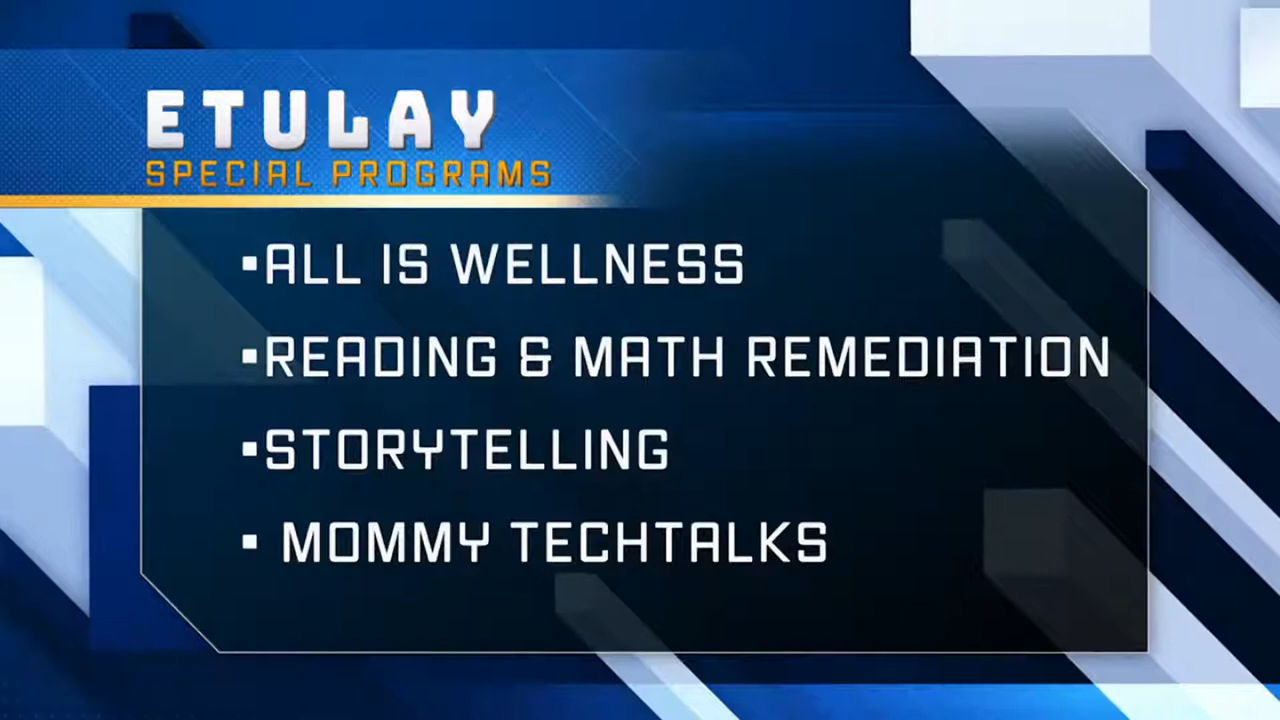 ETULAY
SPECIAL PROGRAMS
▪ALL IS WELLNESS
▪READING & MATH REMEDIATION
▪STORYTELLING
▪ MOMMY TECHTALKS